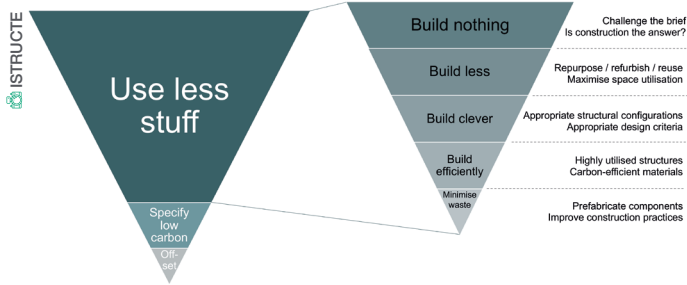 ISTRUCTE
Use less
stuff
Specify
low
carbon
Off-
set
Build nothing
Challenge the brief
Is construction the answer?
Build less
Repurpose / refurbish / reuse
Maximise space utilisation
Build clever
Appropriate structural configurations
Appropriate design criteria
Build
efficiently
Highly utilised structures
Carbon-efficient materials
Minimise
waste
Prefabricate components
Improve construction practices